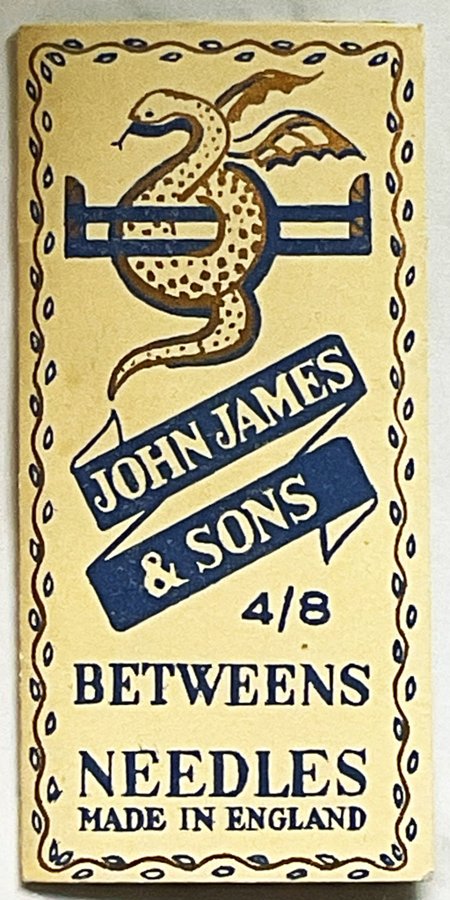 JOHN JAMES
& SONS
4/8
BETWEENS
NEEDLES
MADE IN ENGLAND